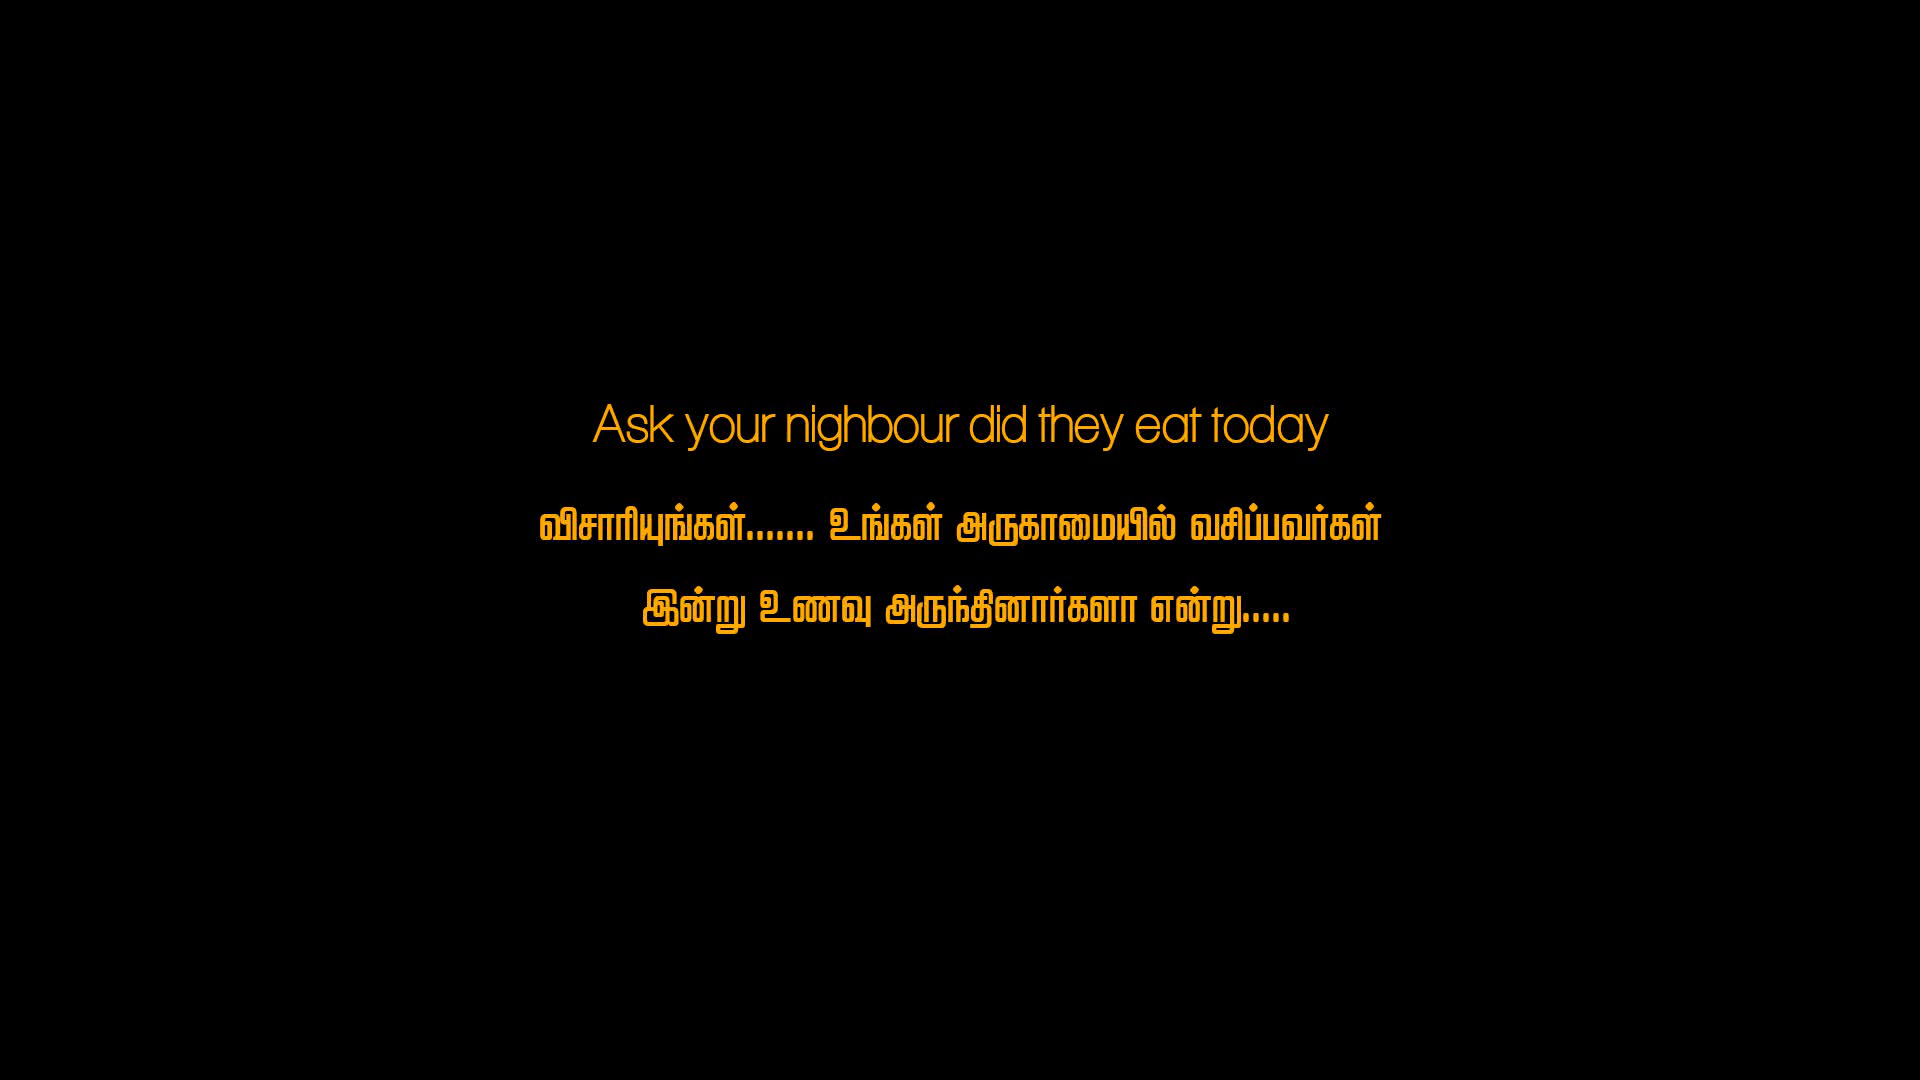 Ask your nighbour did they eat today
விசாரியுங்கள்....... உங்கள் அருகாமையில் வசிப்பவர்கள்
இன்று உணவு அருந்தினார்களா என்று.....